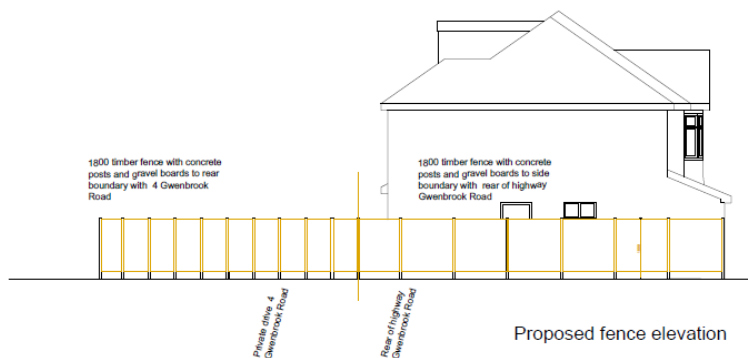 1800 timber fence with concrete
posts and gravel boards to rear
boundary with 4 Gwenbrook
Road
1800 timber fence with concrete
posts and gravel boards to side
boundary with rear of highway
Gwenbrook Road
Private drive 4
Gwenbrook Road
Rear of highway
Gwenbrook Road
Proposed fence elevation